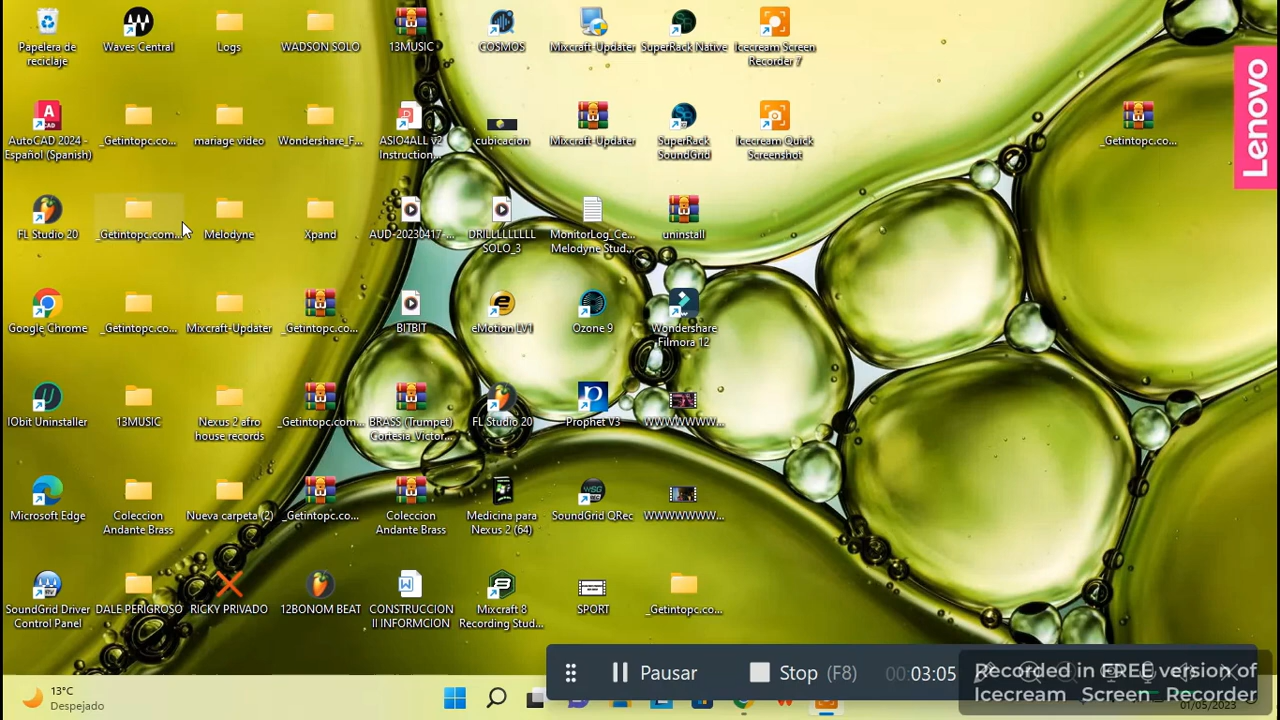 Papelera de
reciclaje
Waves Central
Logs
WADSON SOLO
13MUSIC
COSMOS
Mixcraft-Updater
SuperRack Native
Icecream Screen
Recorder 7
AutoCAD 2024 -
Español (Spanish)
_Getintopc.co...
mariage video
Wondershare_F...
ASIO4ALL v2
Instruction...
cubicacion
Mixcraft-Updater
SuperRack
SoundGrid
Icecream Quick
Screenshot
_Getintopc.co...
Lenovo
FL Studio 20
_Getintopc.com...
Melodyne
Xpand
AUD-20230417-...
DRILLLLLLLLL
SOLO_3
MonitorLog_Ce...
Melodyne Stud...
uninstall
Google Chrome
_Getintopc.co...
Mixcraft-Updater
_Getintopc.co...
BITBIT
eMotion LV1
Ozone 9
Wondershare
Filmora 12
IObit Uninstaller
13MUSIC
Nexus 2 afro
house records
_Getintopc.com...
BRASS (Trumpet)
Cortesia_Victor...
FL Studio 20
Prophet V3
WWWWWWW...
Microsoft Edge
Coleccion
Andante Brass
Nueva carpeta (2)
_Getintopc.co...
Coleccion
Andante Brass
Medicina para
Nexus 2 (64)
SoundGrid QRec
WWWWWWW...
SoundGrid Driver
Control Panel
DALE PERIGROSO
RICKY PRIVADO
12BONOM BEAT
CONSTRUCCION
II INFORMCION
Mixcraft 8
Recording Stud...
SPORT
_Getintopc.co...
Pausar
Stop (F8)
00:03:05
Recorded in FREE version of
Icecream Screen Recorder
13°C
Despejado
01/05/2023